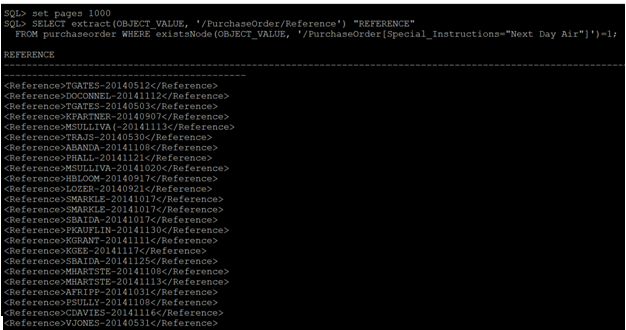 SQL> set pages 1000
SQL> SELECT extract(OBJECT_VALUE, '/PurchaseOrder/Reference') "REFERENCE"
  FROM purchaseorder WHERE existsNode(OBJECT_VALUE, '/PurchaseOrder[Special_Instructions="Next Day Air"]')=1;
REFERENCE
--------------------------------------------------------------------------------------------------------------
-------------------------------------------
<Reference>TGATES-20140512</Reference>
<Reference>DOCONNEL-20141112</Reference>
<Reference>TGATES-20140503</Reference>
<Reference>KPARTNER-20140907</Reference>
<Reference>MSULLIVA(-20141113</Reference>
<Reference>TRAJS-20140530</Reference>
<Reference>ABANDA-20141108</Reference>
<Reference>PHALL-20141121</Reference>
<Reference>MSULLIVA-20141020</Reference>
<Reference>HBLOOM-20140917</Reference>
<Reference>LOZER-20140921</Reference>
<Reference>SMARKLE-20141017</Reference>
<Reference>SMARKLE-20141017</Reference>
<Reference>SBAIDA-20141017</Reference>
<Reference>PKAUFLIN-20141130</Reference>
<Reference>KGRANT-20141111</Reference>
<Reference>KGEE-20141117</Reference>
<Reference>SBAIDA-20141125</Reference>
<Reference>MHARTSTE-20141108</Reference>
<Reference>MHARTSTE-20141113</Reference>
<Reference>AFRIPP-20141031</Reference>
<Reference>PSULLY-20141108</Reference>
<Reference>CDAVIES-20141116</Reference>
<Reference>VJONES-20140531</Reference>